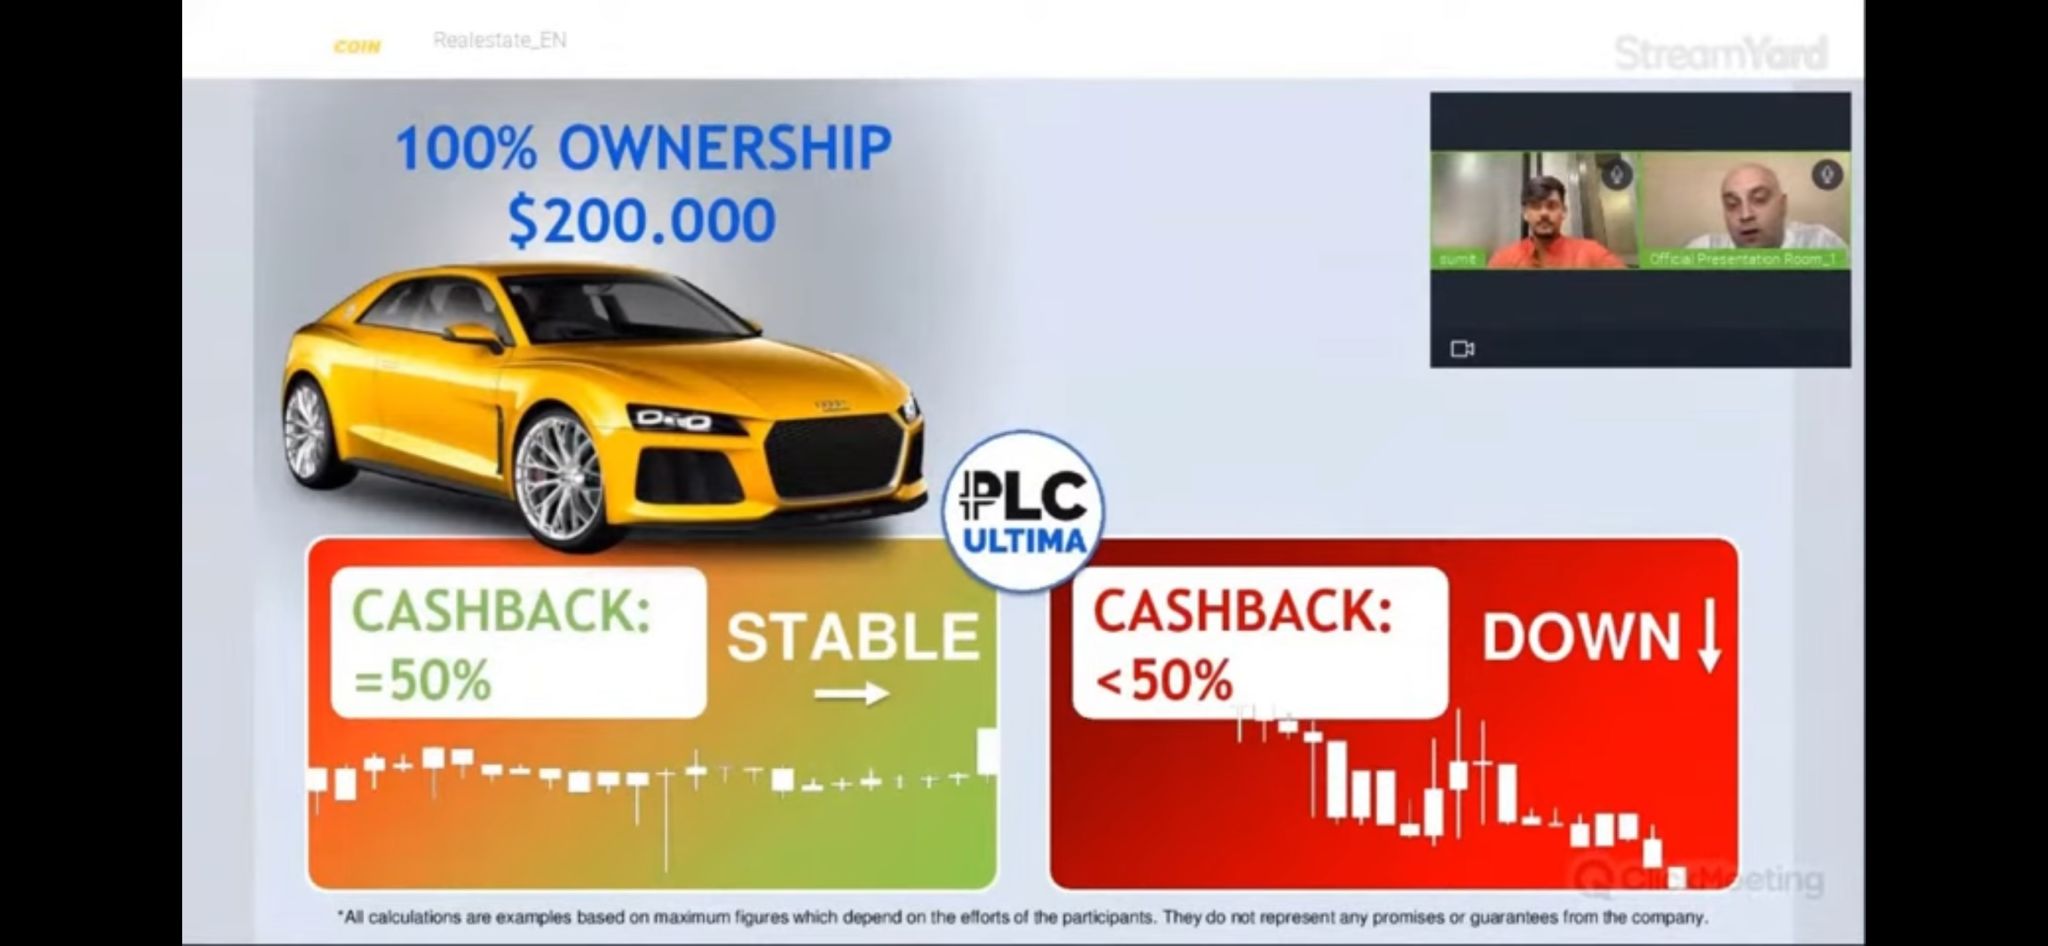 COIN Realestate_EN
StreamYard
100% OWNERSHIP
$200.000
sumit
Official Presentation Room_1
PLC
ULTIMA
CASHBACK:
=50%
STABLE
CASHBACK:
<50%
DOWN
ClickMeeting
*All calculations are examples based on maximum figures which depend on the efforts of the participants. They do not represent any promises or guarantees from the company.